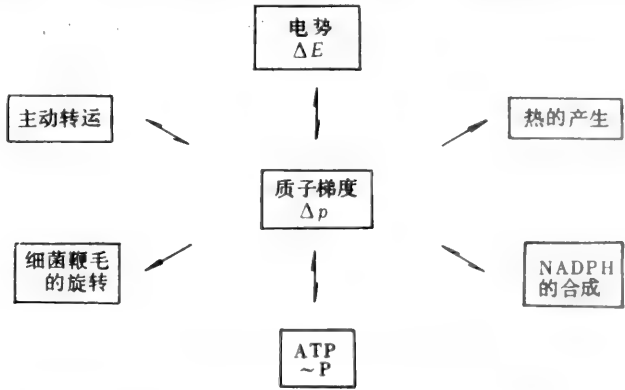 电势
ΔE
主动转运
热的产生
质子梯度
Δp
细菌鞭毛
的旋转
NADPH
的合成
ATP
~P